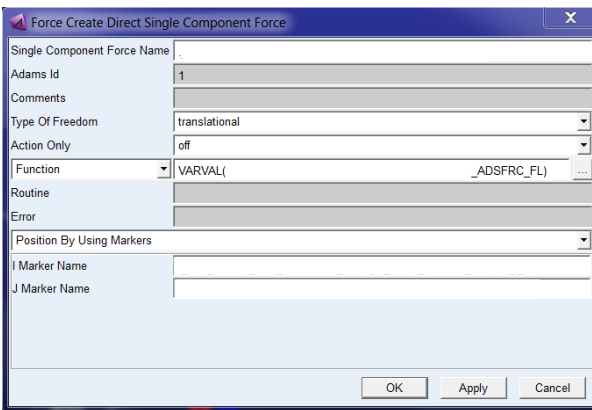 Force Create Direct Single Component Force
X
Single Component Force Name .
Adams Id 1
Comments
Type Of Freedom translational
Action Only off
Function VARVAL( _ADSFRC_FL) ...
Routine
Error
Position By Using Markers
I Marker Name
J Marker Name
OK Apply Cancel